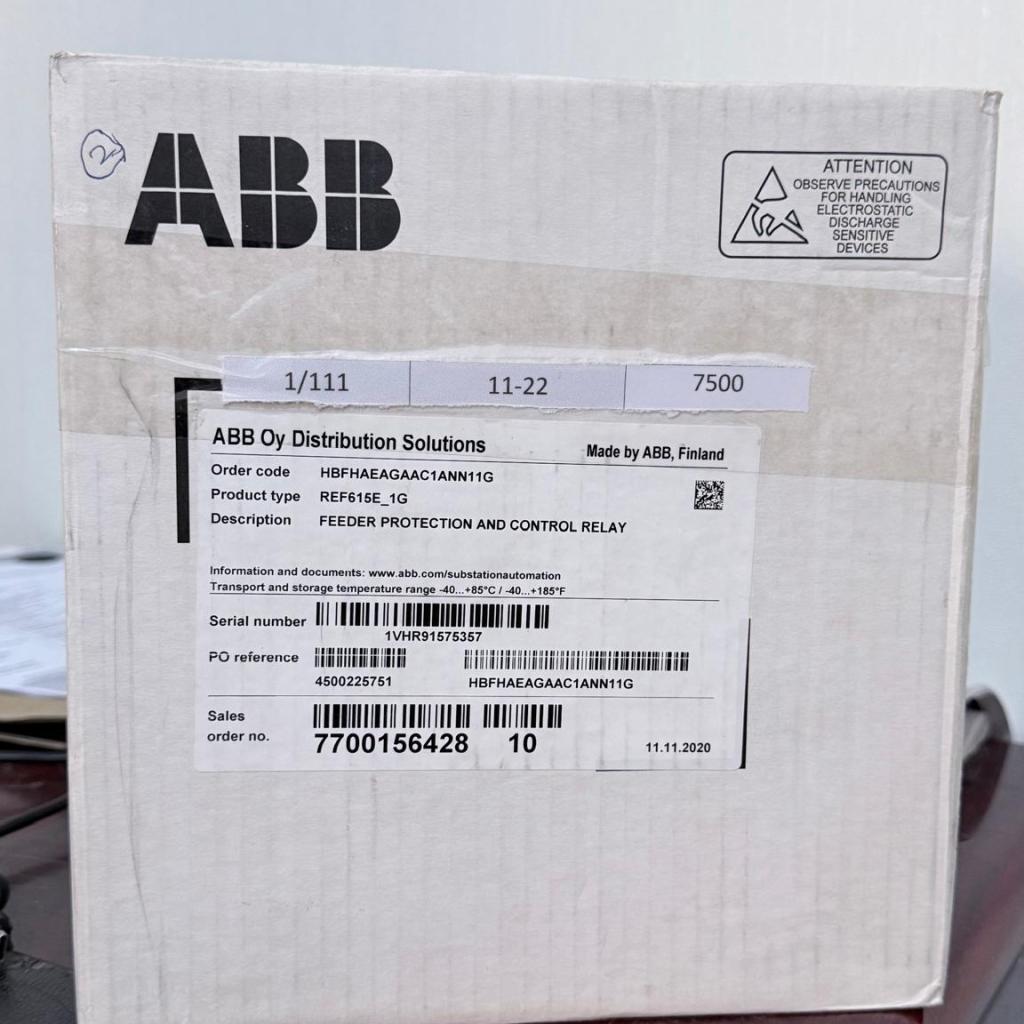 2
ABB
ATTENTION
OBSERVE PRECAUTIONS
FOR HANDLING
ELECTROSTATIC
DISCHARGE
SENSITIVE
DEVICES
1/111 11-22 7500
ABB Oy Distribution Solutions Made by ABB, Finland
Order code HBFHAEAGAAC1ANN11G
Product type REF615E_1G
Description FEEDER PROTECTION AND CONTROL RELAY
Information and documents: www.abb.com/substationautomation
Transport and storage temperature range -40...+85°C / -40...+185°F
Serial number
1VHR91575357
PO reference
4500225751 HBFHAEAGAAC1ANN11G
Sales
order no.
7700156428 10 11.11.2020